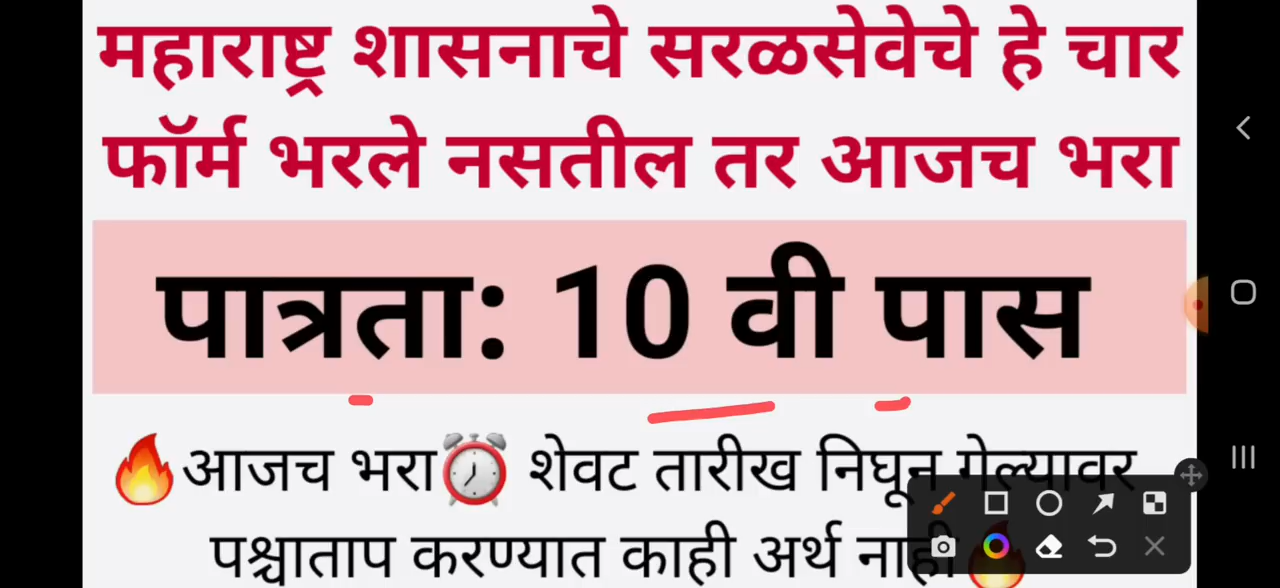 महाराष्ट्र शासनाचे सरळसेवेचे हे चार
फॉर्म भरले नसतील तर आजच भरा
पात्रता: 10 वी पास
🔥आजच भरा⏰ शेवट तारीख निघून गेल्यावर
पश्चाताप करण्यात काही अर्थ नाही🔥